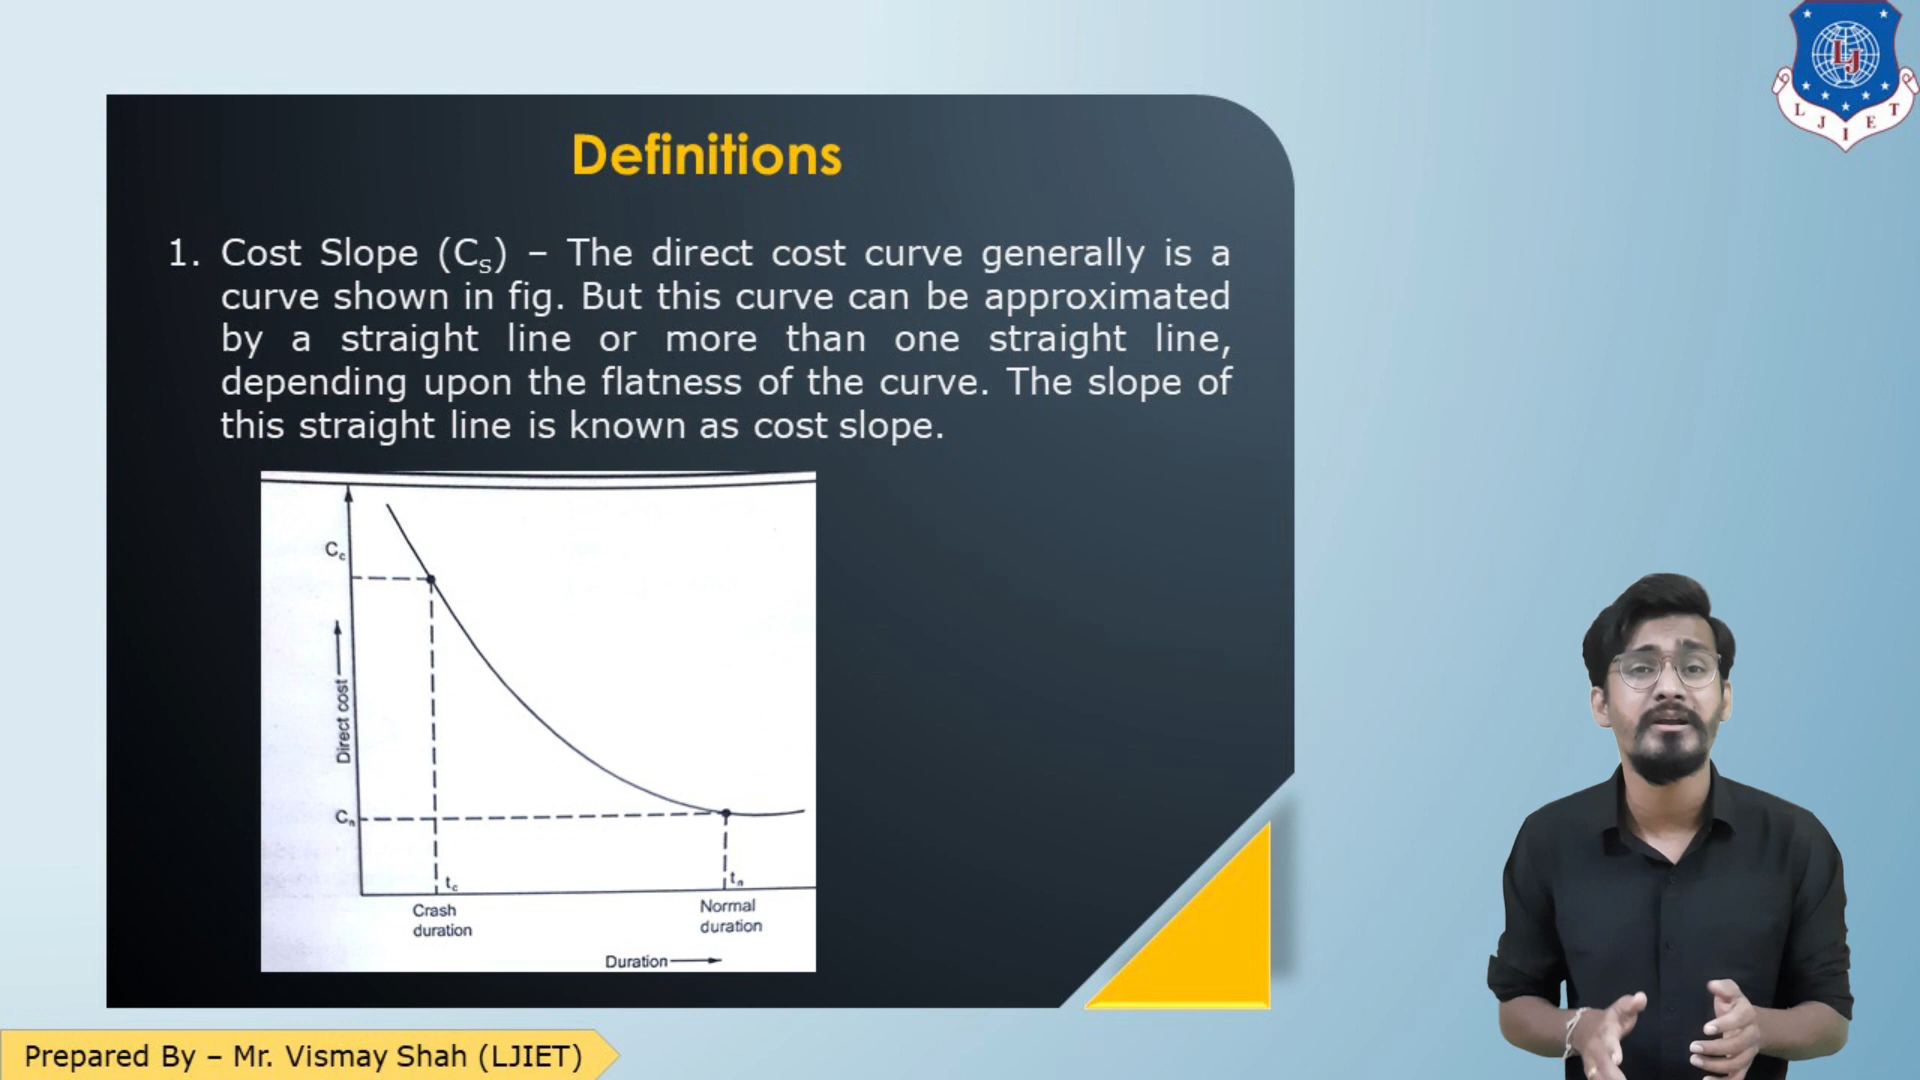 LJ
L J I E T
Definitions
1. Cost Slope (Cs) – The direct cost curve generally is a
curve shown in fig. But this curve can be approximated
by a straight line or more than one straight line,
depending upon the flatness of the curve. The slope of
this straight line is known as cost slope.
Cc
Direct cost
Cn
tc
tn
Crash
duration
Normal
duration
Duration
Prepared By – Mr. Vismay Shah (LJIET)